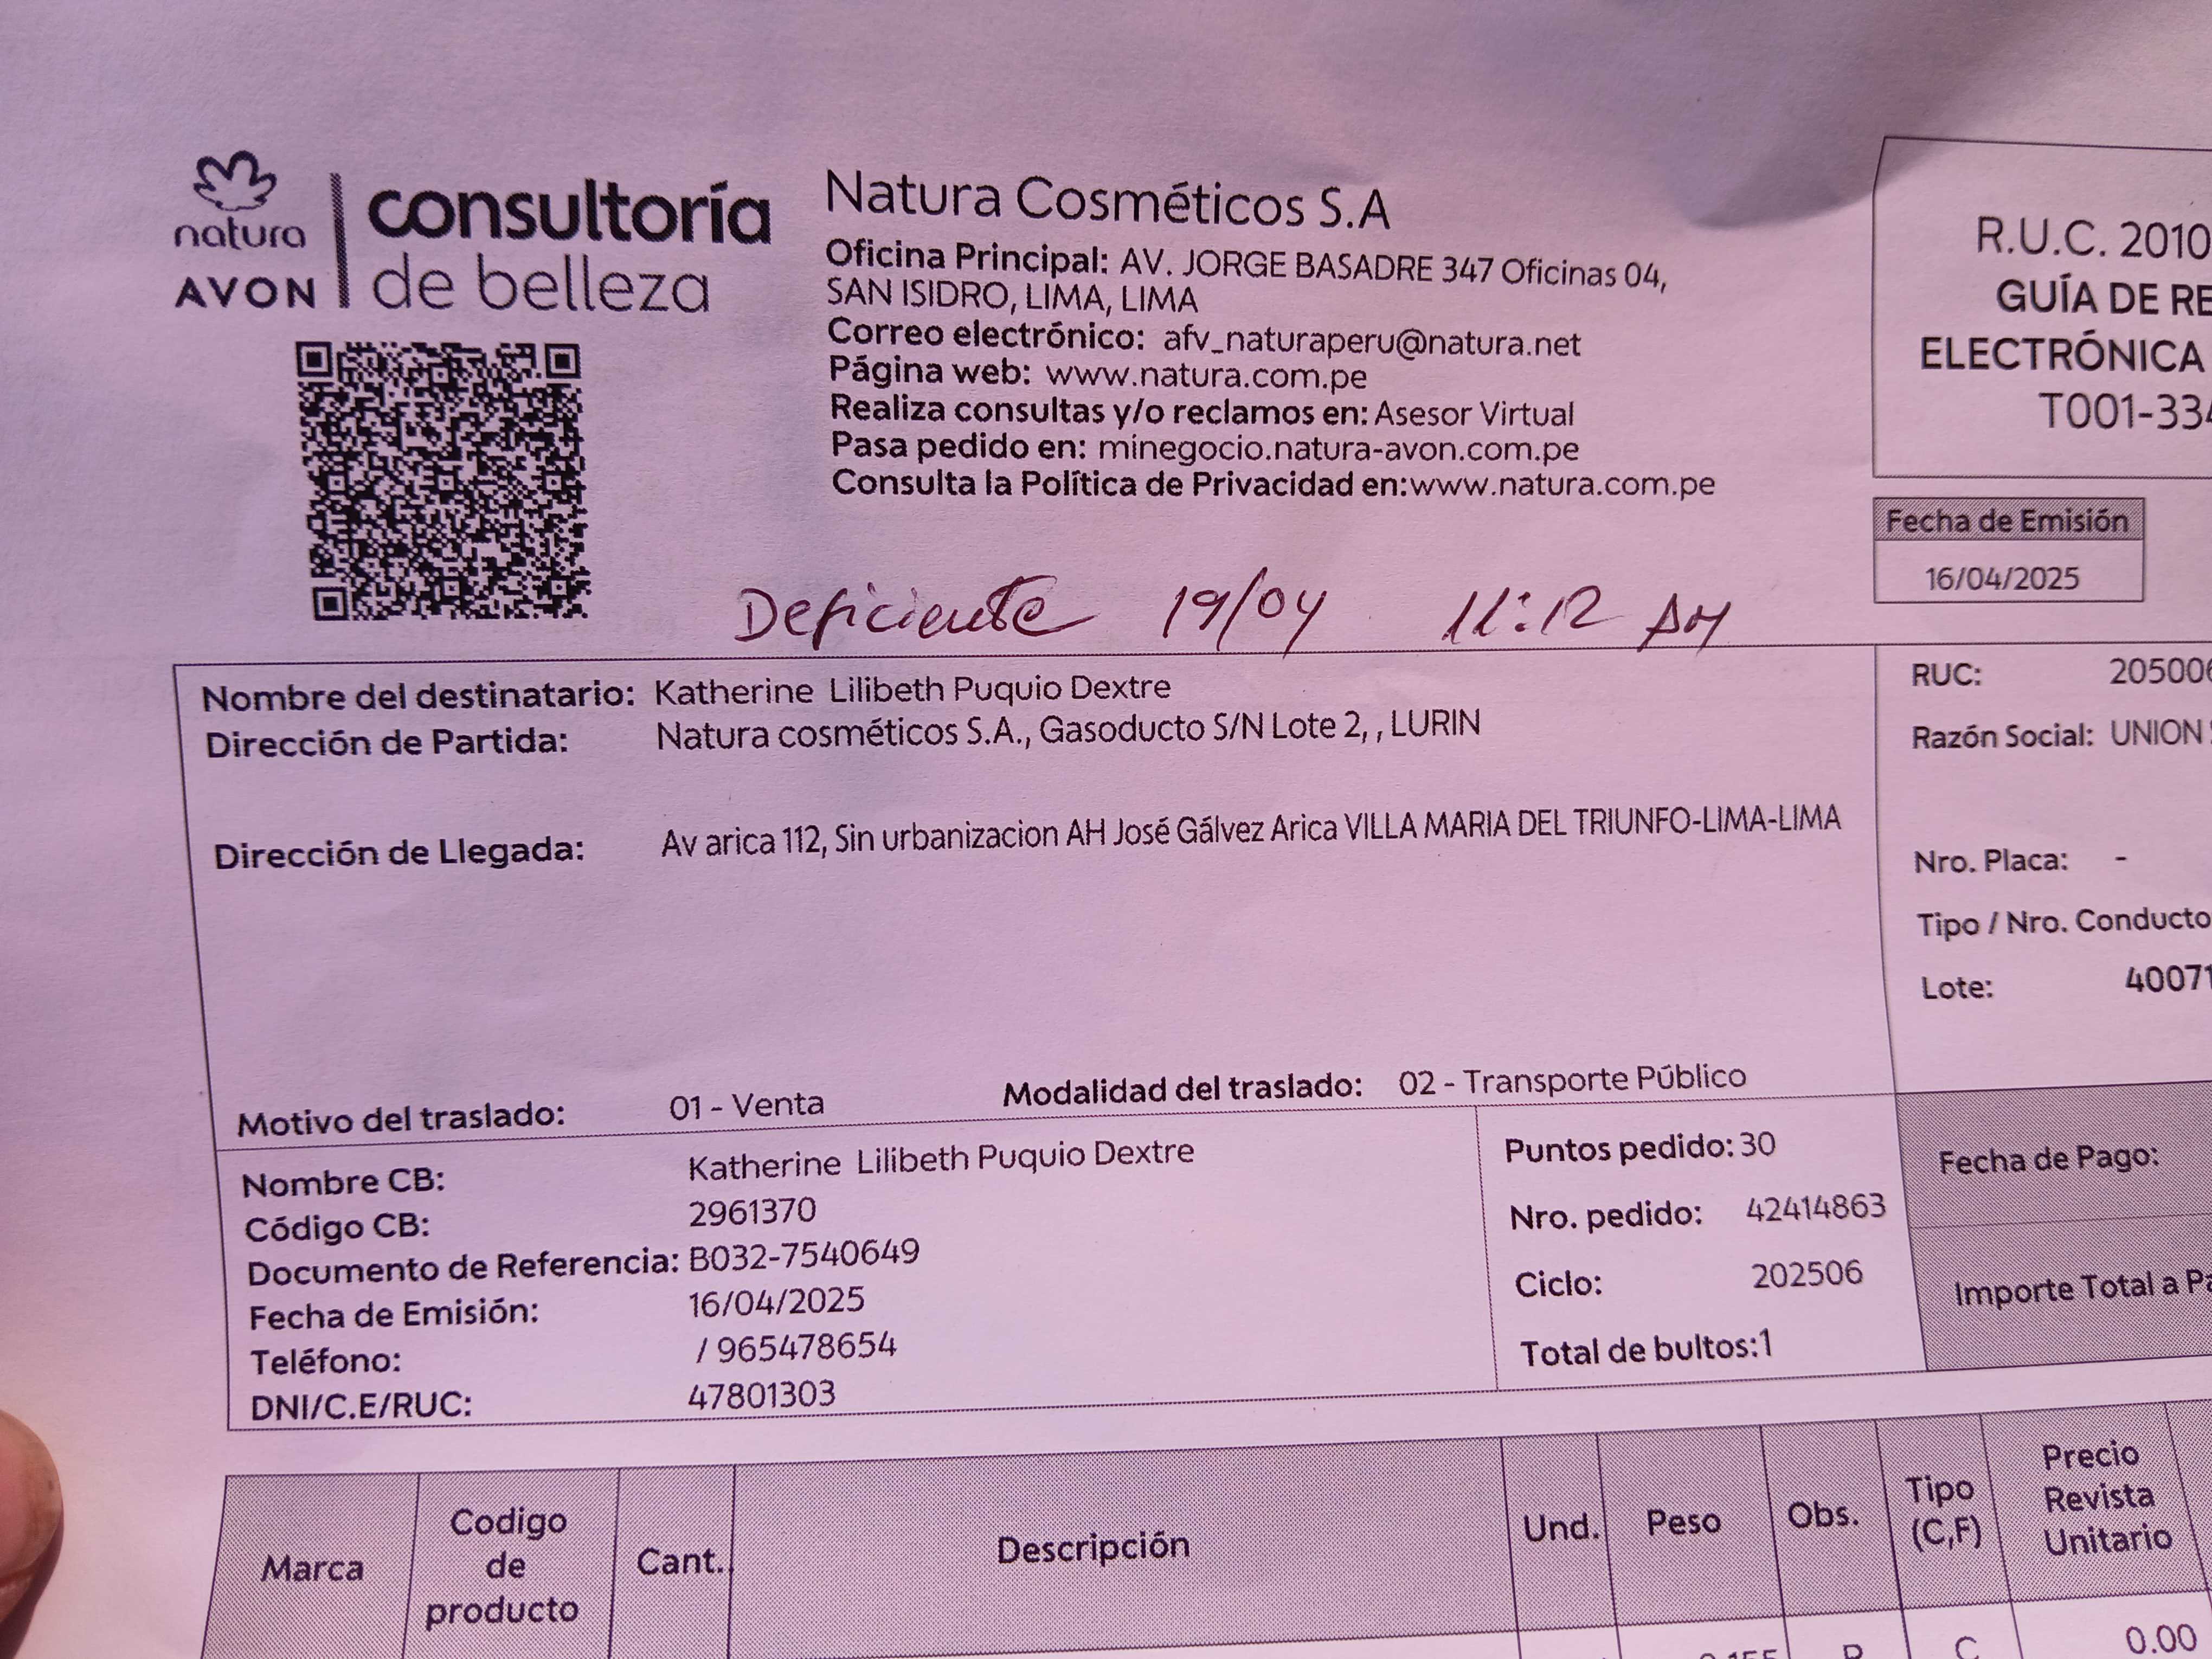 natura
AVON
consultoría
de belleza
Natura Cosméticos S.A
Oficina Principal: AV. JORGE BASADRE 347 Oficinas 04,
SAN ISIDRO, LIMA, LIMA
Correo electrónico: afv_naturaperu@natura.net
Página web: www.natura.com.pe
Realiza consultas y/o reclamos en: Asesor Virtual
Pasa pedido en: minegocio.natura-avon.com.pe
Consulta la Política de Privacidad en:www.natura.com.pe
R.U.C. 2010
GUÍA DE RE
ELECTRÓNICA
T001-334
Fecha de Emisión
16/04/2025
Deficiente 19/04 11:12 AM
Nombre del destinatario: Katherine Lilibeth Puquio Dextre
Dirección de Partida: Natura cosméticos S.A., Gasoducto S/N Lote 2, , LURIN
Dirección de Llegada: Av arica 112, Sin urbanizacion AH José Gálvez Arica VILLA MARIA DEL TRIUNFO-LIMA-LIMA
Motivo del traslado: 01 - Venta Modalidad del traslado: 02 - Transporte Público
RUC: 205006
Razón Social: UNION
Nro. Placa: -
Tipo / Nro. Conducto
Lote: 40071
Nombre CB: Katherine Lilibeth Puquio Dextre
Código CB: 2961370
Documento de Referencia: B032-7540649
Fecha de Emisión: 16/04/2025
Teléfono: / 965478654
DNI/C.E/RUC: 47801303
Puntos pedido: 30
Nro. pedido: 42414863
Ciclo: 202506
Total de bultos:1
Fecha de Pago:
Importe Total a Pa
Marca
Codigo
de
producto
Cant.
Descripción
Und.
Peso
Obs.
Tipo
(C,F)
Precio
Revista
Unitario
C
0.00